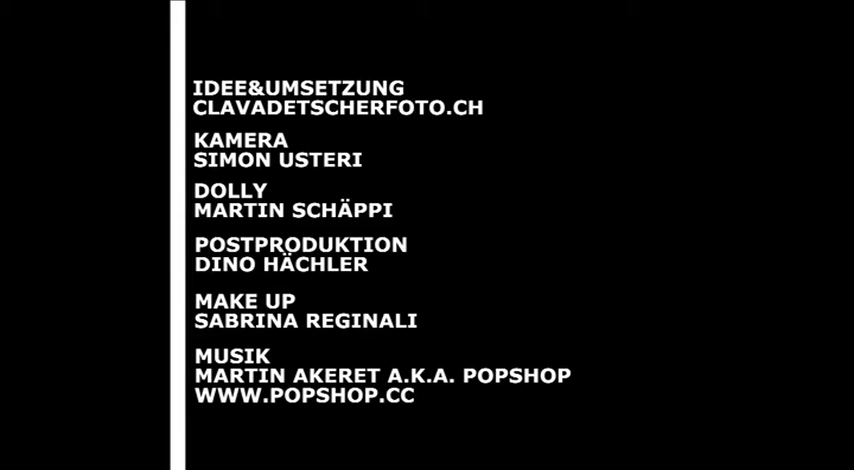 IDEE&UMSETZUNG
CLAVADETSCHERFOTO.CH
KAMERA
SIMON USTERI
DOLLY
MARTIN SCHÄPPI
POSTPRODUKTION
DINO HÄCHLER
MAKE UP
SABRINA REGINALI
MUSIK
MARTIN AKERET A.K.A. POPSHOP
WWW.POPSHOP.CC